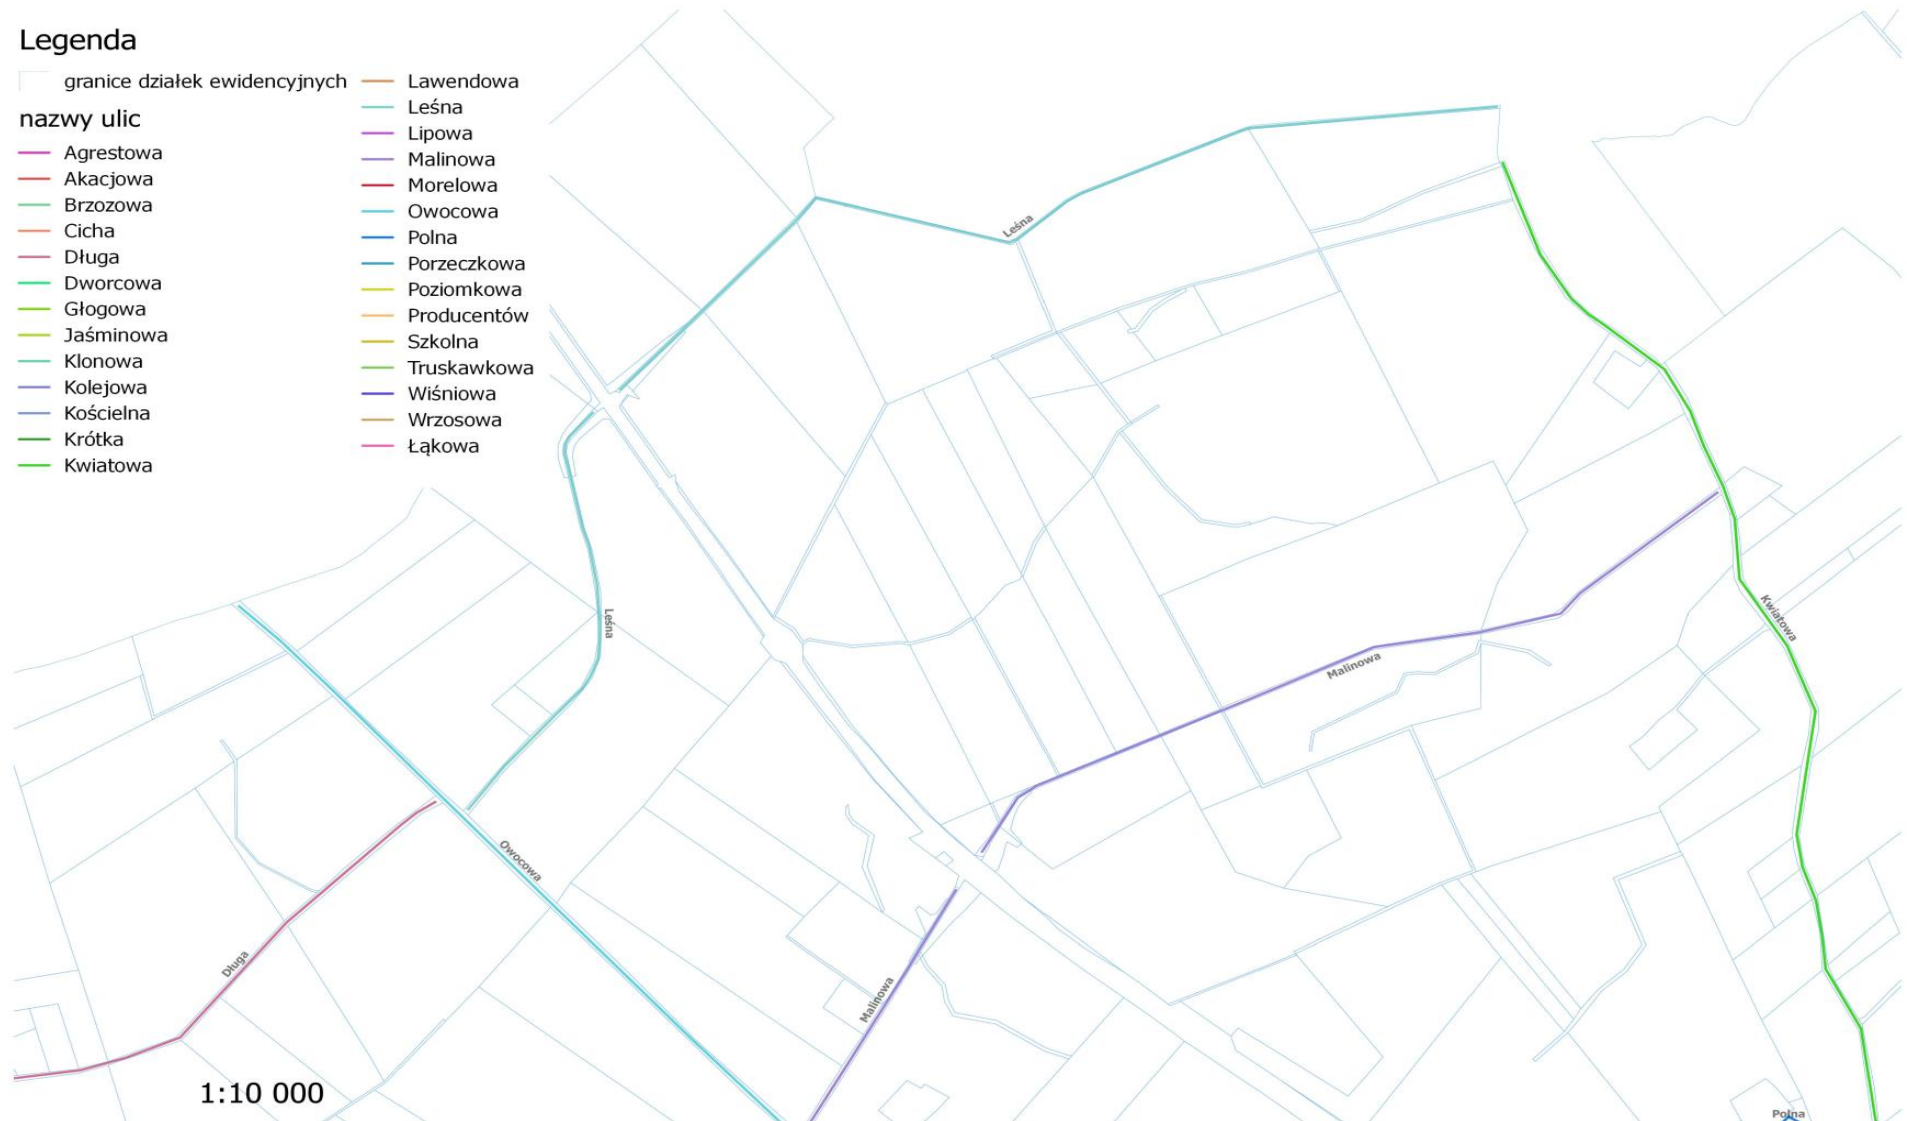 Legenda
granice działek ewidencyjnych
nazwy ulic
Agrestowa
Akacjowa
Brzozowa
Cicha
Długa
Dworcowa
Głogowa
Jaśminowa
Klonowa
Kolejowa
Kościelna
Krótka
Kwiatowa
Lawendowa
Leśna
Lipowa
Malinowa
Morelowa
Owocowa
Polna
Porzeczkowa
Poziomkowa
Producentów
Szkolna
Truskawkowa
Wiśniowa
Wrzosowa
Łąkowa
Leśna
Leśna
Kwiatowa
Malinowa
Owocowa
Długa
Malinowa
1:10 000
Polna